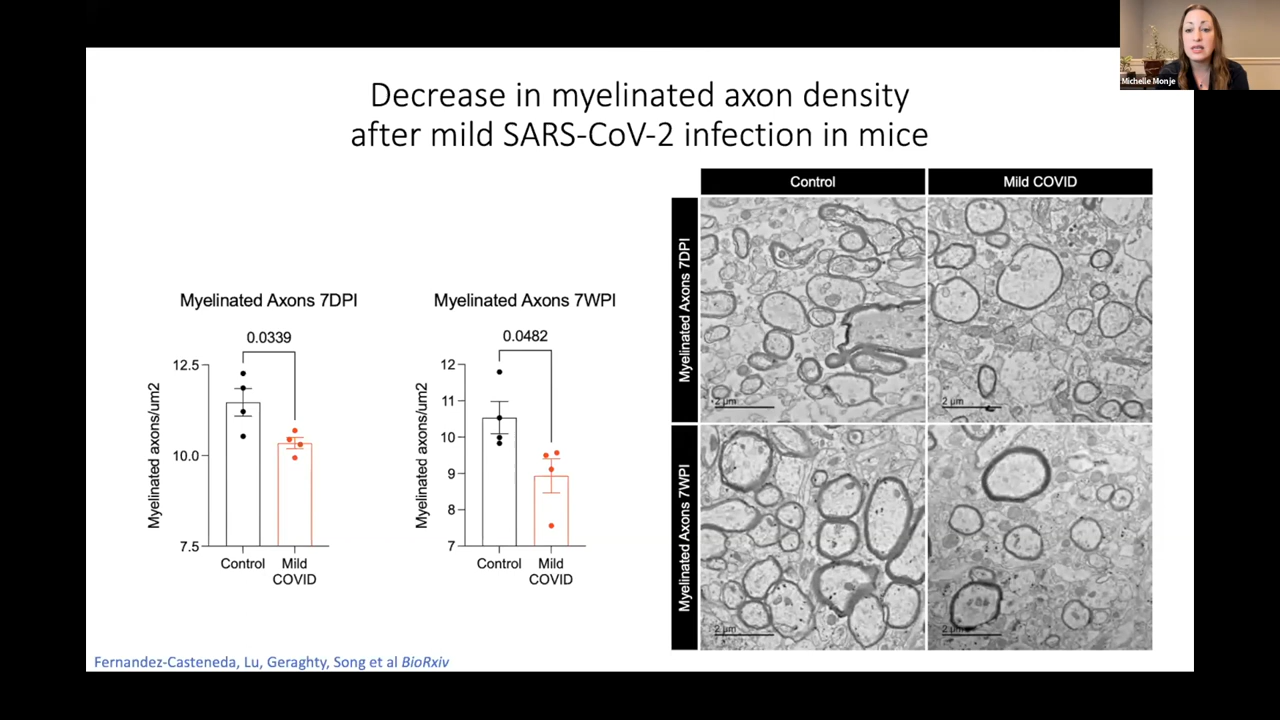 Michelle Monje
Decrease in myelinated axon density
after mild SARS-CoV-2 infection in mice
Myelinated Axons 7DPI
0.0339
12.5
10.0
7.5
Myelinated axons/um2
Control
Mild
COVID
Myelinated Axons 7WPI
0.0482
12
11
10
9
8
7
Myelinated axons/um2
Control
Mild
COVID
Control
Mild COVID
Myelinated Axons 7DPI
2 µm
2 µm
Myelinated Axons 7WPI
2 µm
2 µm
Fernandez-Casteneda, Lu, Geraghty, Song et al BioRxiv